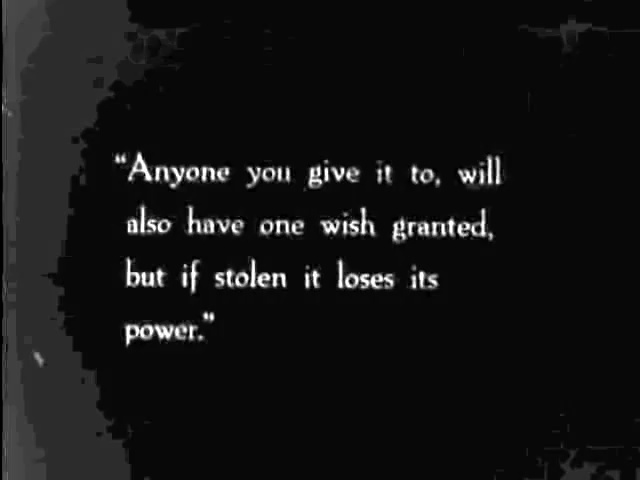 “Anyone you give it to, will
also have one wish granted,
but if stolen it loses its
power.”